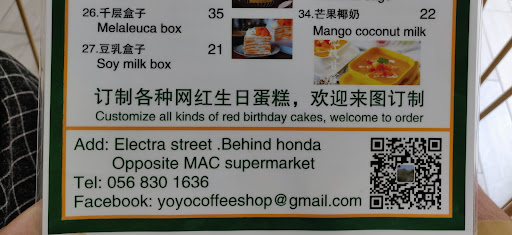 26.千层盒子 35
Melaleuca box
27.豆乳盒子 21
Soy milk box
34.芒果椰奶 22
Mango coconut milk
订制各种网红生日蛋糕，欢迎来图订制
Customize all kinds of red birthday cakes, welcome to order
Add: Electra street .Behind honda
Opposite MAC supermarket
Tel: 056 830 1636
Facebook: yoyocoffeeshop@gmail.com